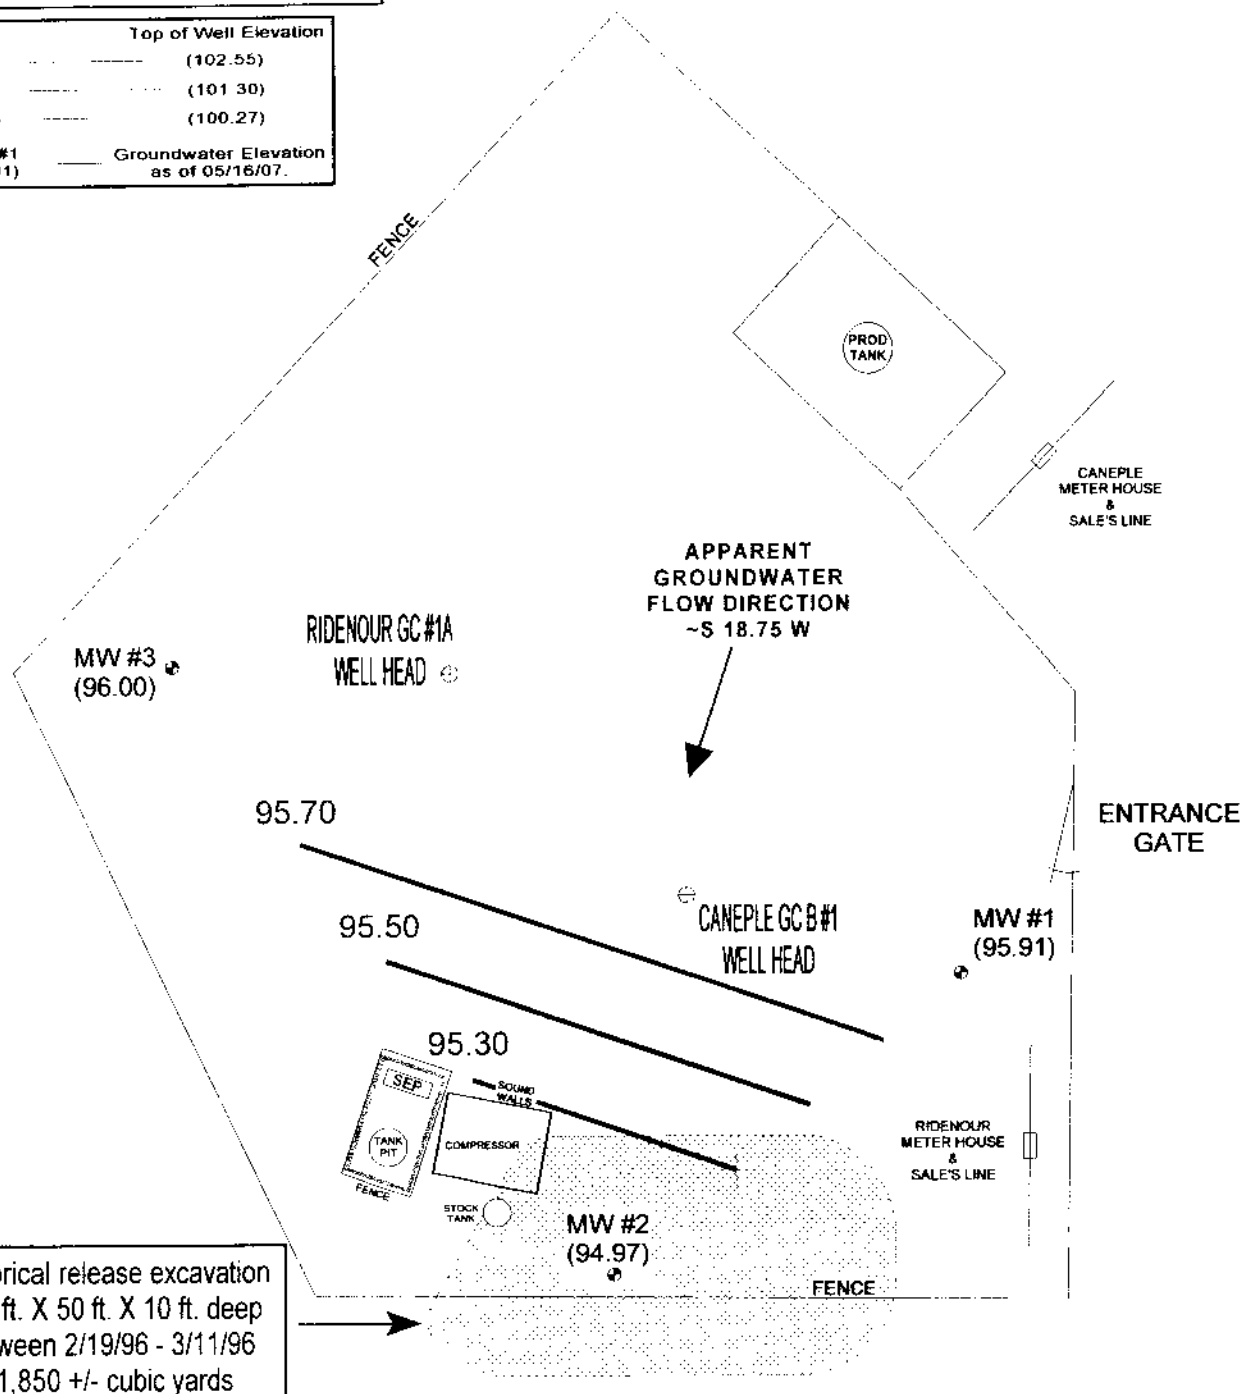 Top of Well Elevation
(102.55)
(101 30)
(100.27)
#1
Groundwater Elevation
as of 05/16/07.
FENCE
PROD
TANK
CANEPLE
METER HOUSE
&
SALE'S LINE
APPARENT
GROUNDWATER
FLOW DIRECTION
~S 18.75 W
RIDENOUR GC #1A
WELL HEAD
MW #3
(96.00)
95.70
ENTRANCE
GATE
CANEPLE GC B #1
WELL HEAD
MW #1
(95.91)
95.50
95.30
SEP
SOUND
WALLS
TANK
PIT
COMPRESSOR
FENCE
STOCK
TANK
RIDENOUR
METER HOUSE
&
SALE'S LINE
MW #2
(94.97)
FENCE
release excavation
ft. X 50 ft. X 10 ft. deep
2/19/96 - 3/11/96
1,850 +/- cubic yards